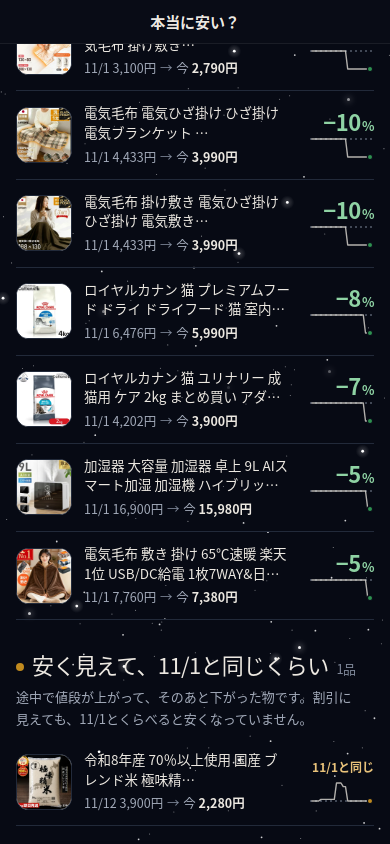 本当に安い？
気毛布 掛け敷き…
11/1 3,100円 → 今 2,790円
電気毛布 電気ひざ掛け ひざ掛け
電気ブランケット …
11/1 4,433円 → 今 3,990円
−10%
電気毛布 掛け敷き 電気ひざ掛け
ひざ掛け 電気敷き…
11/1 4,433円 → 今 3,990円
−10%
ロイヤルカナン 猫 プレミアムフー
ド ドライ ドライフード 猫 室内…
11/1 6,476円 → 今 5,990円
−8%
4kg
ロイヤルカナン 猫 ユリナリー 成
猫用 ケア 2kg まとめ買い アダ…
11/1 4,202円 → 今 3,900円
−7%
加湿器 大容量 加湿器 卓上 9L AIス
マート加湿 加湿機 ハイブリッ…
11/1 16,900円 → 今 15,980円
−5%
9L
電気毛布 敷き 掛け 65℃速暖 楽天
1位 USB/DC給電 1枚7WAY&日…
11/1 7,760円 → 今 7,380円
−5%
安く見えて、11/1と同じくらい 1品
途中で値段が上がって、そのあと下がった物です。割引に
見えても、11/1とくらべると安くなっていません。
令和8年産 70%以上使用 国産 ブ
レンド米 極味精…
11/12 3,900円 → 今 2,280円
11/1と同じ